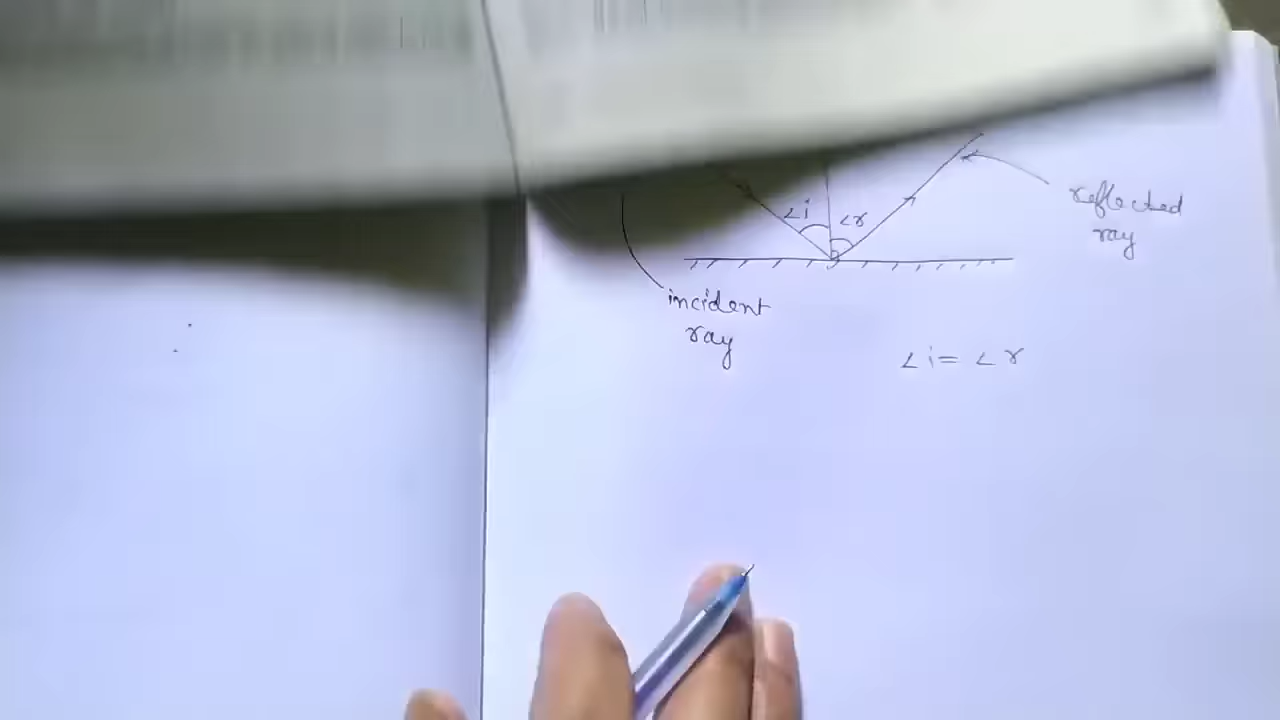 ∠i
∠r
reflected
ray
incident
ray
∠i = ∠r